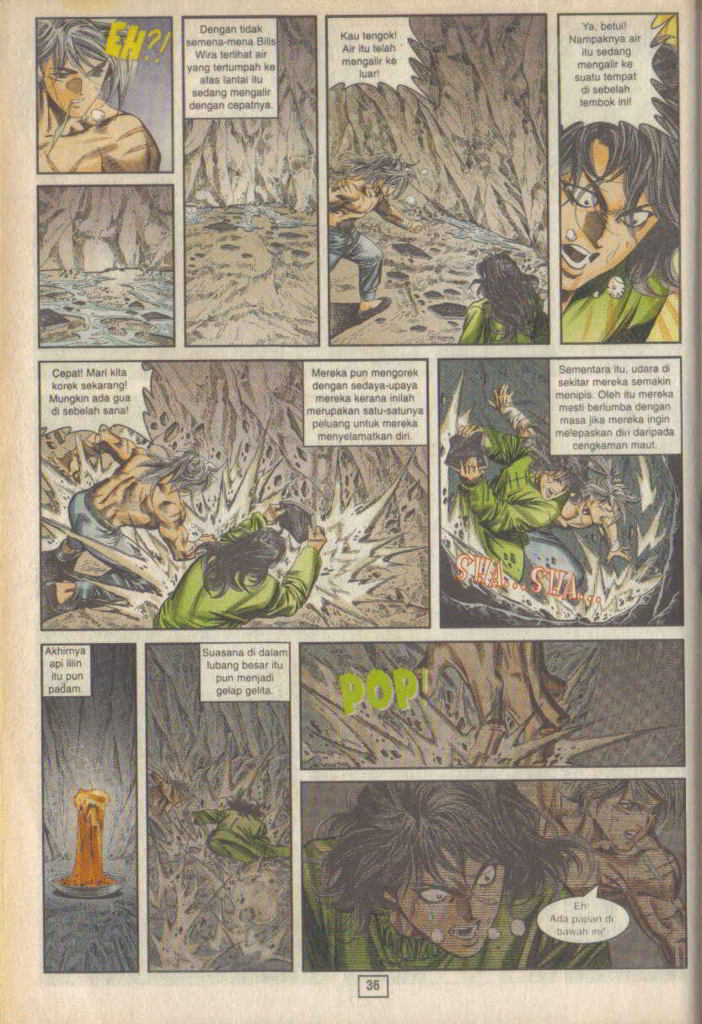 EH?!
Dengan tidak
semena-mena Bilis
Wira terlihat air
yang tertumpah ke
atas lantai itu
sedang mengalir
dengan cepatnya.
Kau tengok!
Air itu telah
mengalir ke
luar!
Ya, betul!
Nampaknya air
itu sedang
mengalir ke
suatu tempat
di sebelah
tembok ini!
Cepat! Mari kita
korek sekarang!
Mungkin ada gua
di sebelah sana!
Mereka pun mengorek
dengan sedaya-upaya
mereka kerana inilah
merupakan satu-satunya
peluang untuk mereka
menyelamatkan diri.
Sementara itu, udara di
sekitar mereka semakin
menipis. Oleh itu mereka
mesti berlumba dengan
masa jika mereka ingin
melepaskan diri daripada
cengkaman maut.
SHA... SHA...
Akhirnya
api lilin
itu pun
padam.
Suasana di dalam
lubang besar itu
pun menjadi
gelap gelita.
POP!
Eh!
Ada papan di
bawah ini!
36